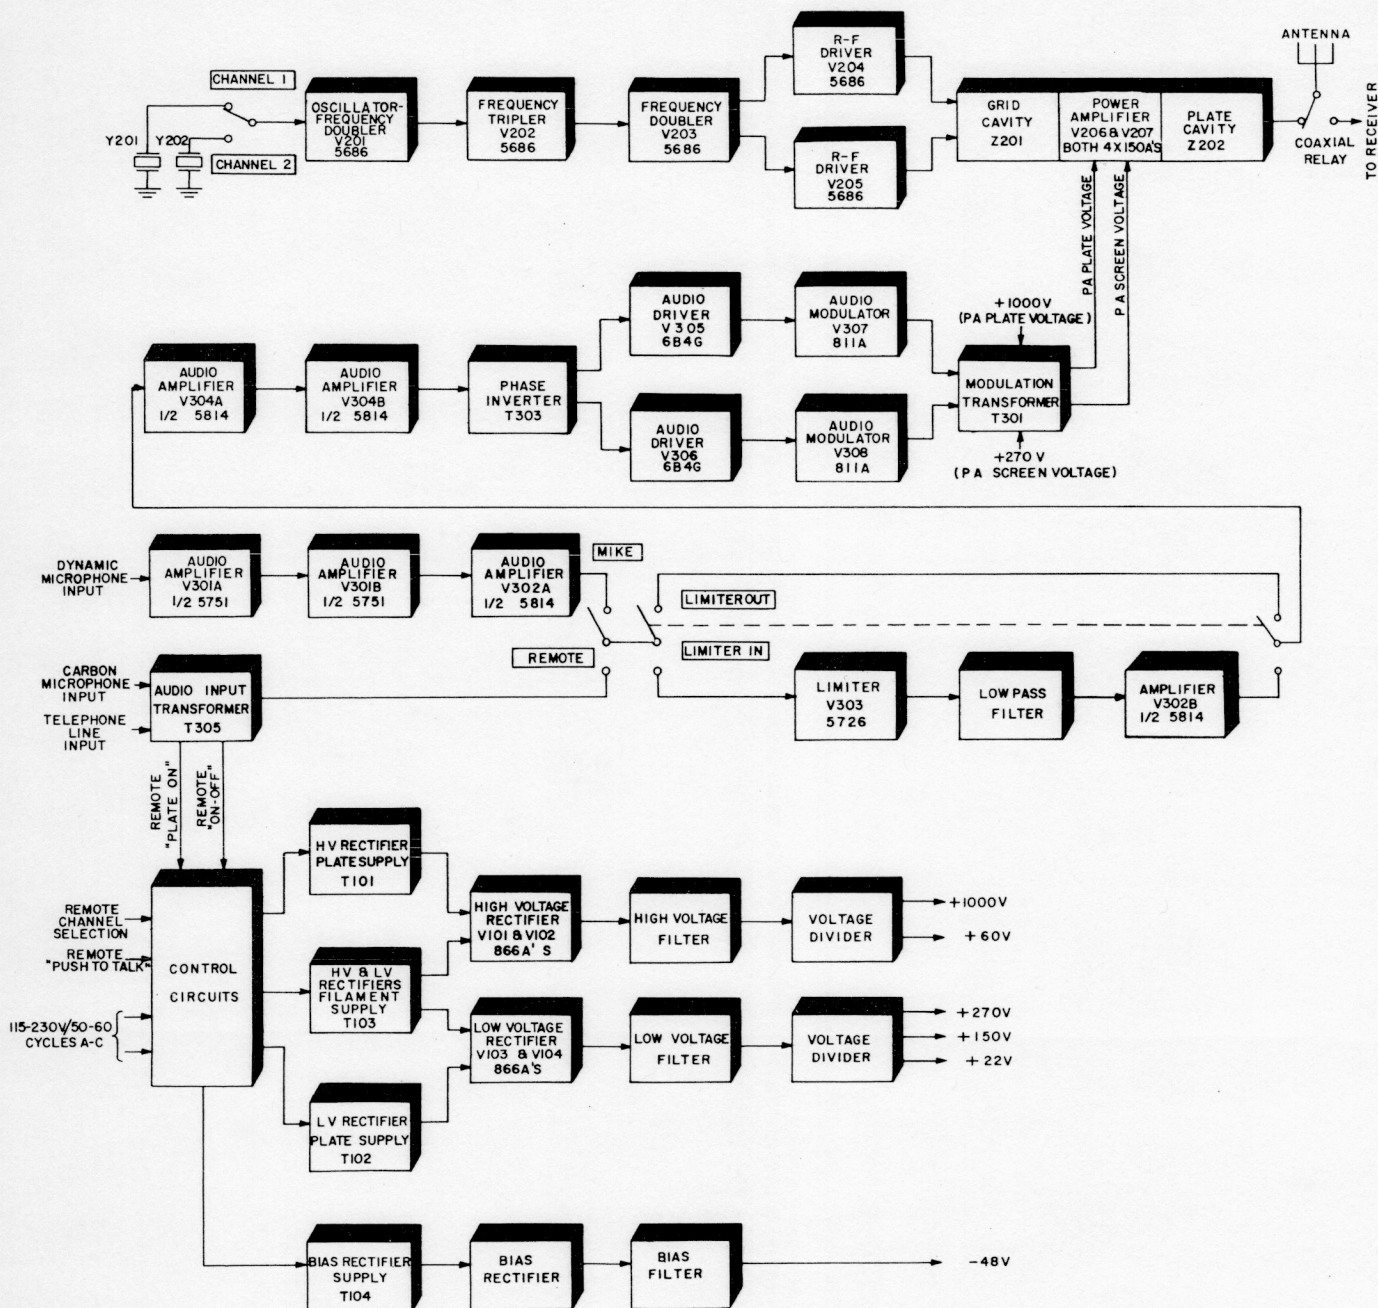 CHANNEL 1
Y201
Y202
CHANNEL 2
OSCILLATOR-
FREQUENCY
DOUBLER
V201
5686
FREQUENCY
TRIPLER
V202
5686
FREQUENCY
DOUBLER
V203
5686
R-F
DRIVER
V204
5686
R-F
DRIVER
V205
5686
GRID
CAVITY
Z201
POWER
AMPLIFIER
V206 & V207
BOTH 4X150A'S
PLATE
CAVITY
Z202
ANTENNA
COAXIAL
RELAY
TO RECEIVER
PA PLATE VOLTAGE
PA SCREEN VOLTAGE
AUDIO
AMPLIFIER
V304A
1/2 5814
AUDIO
AMPLIFIER
V304B
1/2 5814
PHASE
INVERTER
T303
AUDIO
DRIVER
V305
6B4G
AUDIO
DRIVER
V306
6B4G
AUDIO
MODULATOR
V307
811A
AUDIO
MODULATOR
V308
811A
+1000V
(PA PLATE VOLTAGE)
MODULATION
TRANSFORMER
T301
+270 V
(PA SCREEN VOLTAGE)
DYNAMIC
MICROPHONE
INPUT
AUDIO
AMPLIFIER
V301A
1/2 5751
AUDIO
AMPLIFIER
V301B
1/2 5751
AUDIO
AMPLIFIER
V302A
1/2 5814
MIKE
LIMITER OUT
REMOTE
LIMITER IN
CARBON
MICROPHONE
INPUT
TELEPHONE
LINE
INPUT
AUDIO INPUT
TRANSFORMER
T305
LIMITER
V303
5726
LOW PASS
FILTER
AMPLIFIER
V302B
1/2 5814
REMOTE
"PLATE ON"
REMOTE
"ON-OFF"
REMOTE
CHANNEL
SELECTION
REMOTE
"PUSH TO TALK"
115-230V/50-60
CYCLES A-C
CONTROL
CIRCUITS
HV RECTIFIER
PLATE SUPPLY
T101
HV & LV
RECTIFIERS
FILAMENT
SUPPLY
T103
LV RECTIFIER
PLATE SUPPLY
T102
HIGH VOLTAGE
RECTIFIER
V101 & V102
866A'S
LOW VOLTAGE
RECTIFIER
V103 & V104
866A'S
HIGH VOLTAGE
FILTER
LOW VOLTAGE
FILTER
VOLTAGE
DIVIDER
VOLTAGE
DIVIDER
+1000V
+60V
+270V
+150V
+22V
BIAS RECTIFIER
SUPPLY
T104
BIAS
RECTIFIER
BIAS
FILTER
-48V